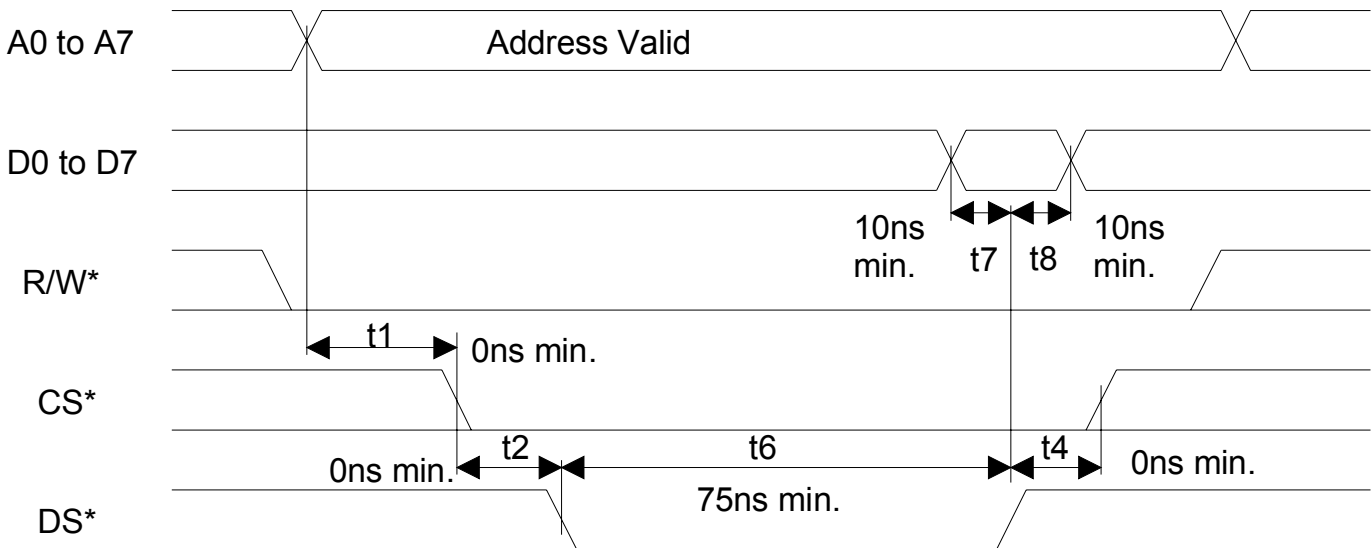 A0 to A7
Address Valid
D0 to D7
10ns
min.
t7
t8
10ns
min.
R/W*
t1
0ns min.
CS*
0ns min.
t2
t6
t4
0ns min.
75ns min.
DS*